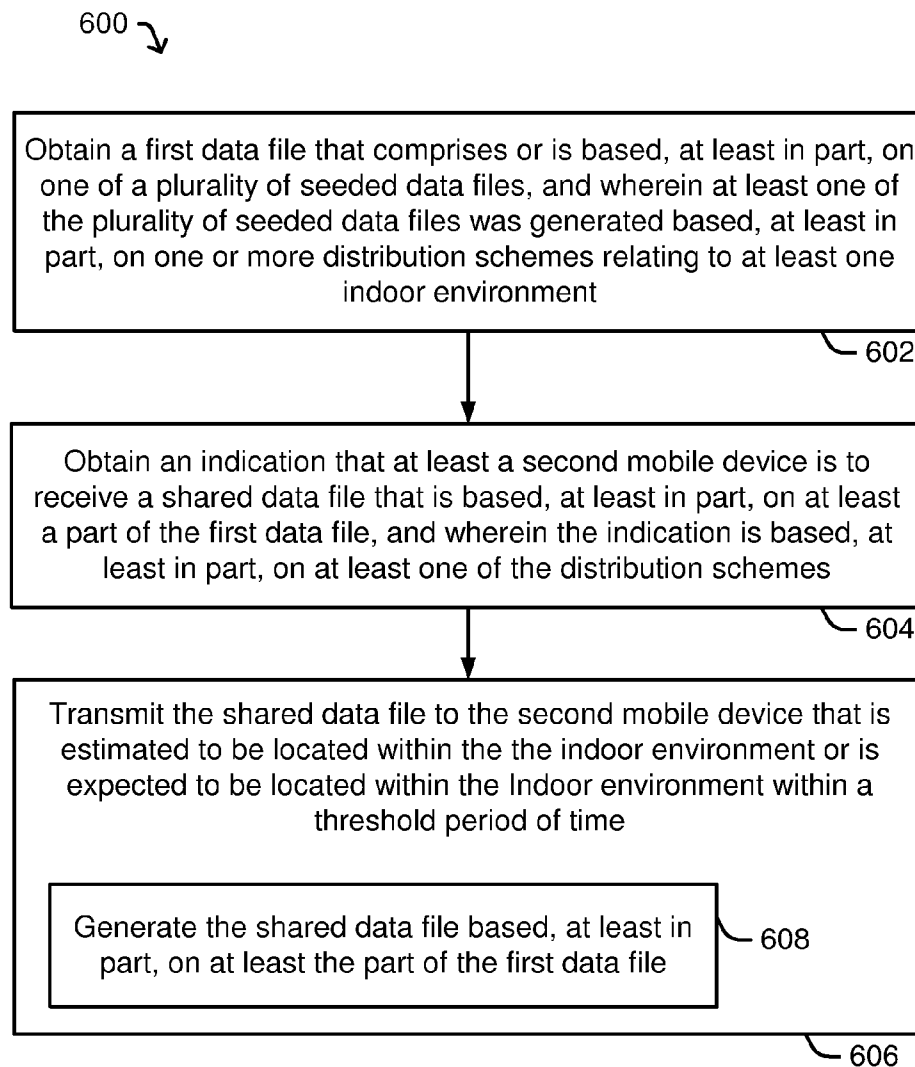 600
Obtain a first data file that comprises or is based, at least in part, on
one of a plurality of seeded data files, and wherein at least one of
the plurality of seeded data files was generated based, at least in
part, on one or more distribution schemes relating to at least one
indoor environment
602
Obtain an indication that at least a second mobile device is to
receive a shared data file that is based, at least in part, on at least
a part of the first data file, and wherein the indication is based, at
least in part, on at least one of the distribution schemes
604
Transmit the shared data file to the second mobile device that is
estimated to be located within the the indoor environment or is
expected to be located within the Indoor environment within a
threshold period of time
Generate the shared data file based, at least in
part, on at least the part of the first data file
608
606